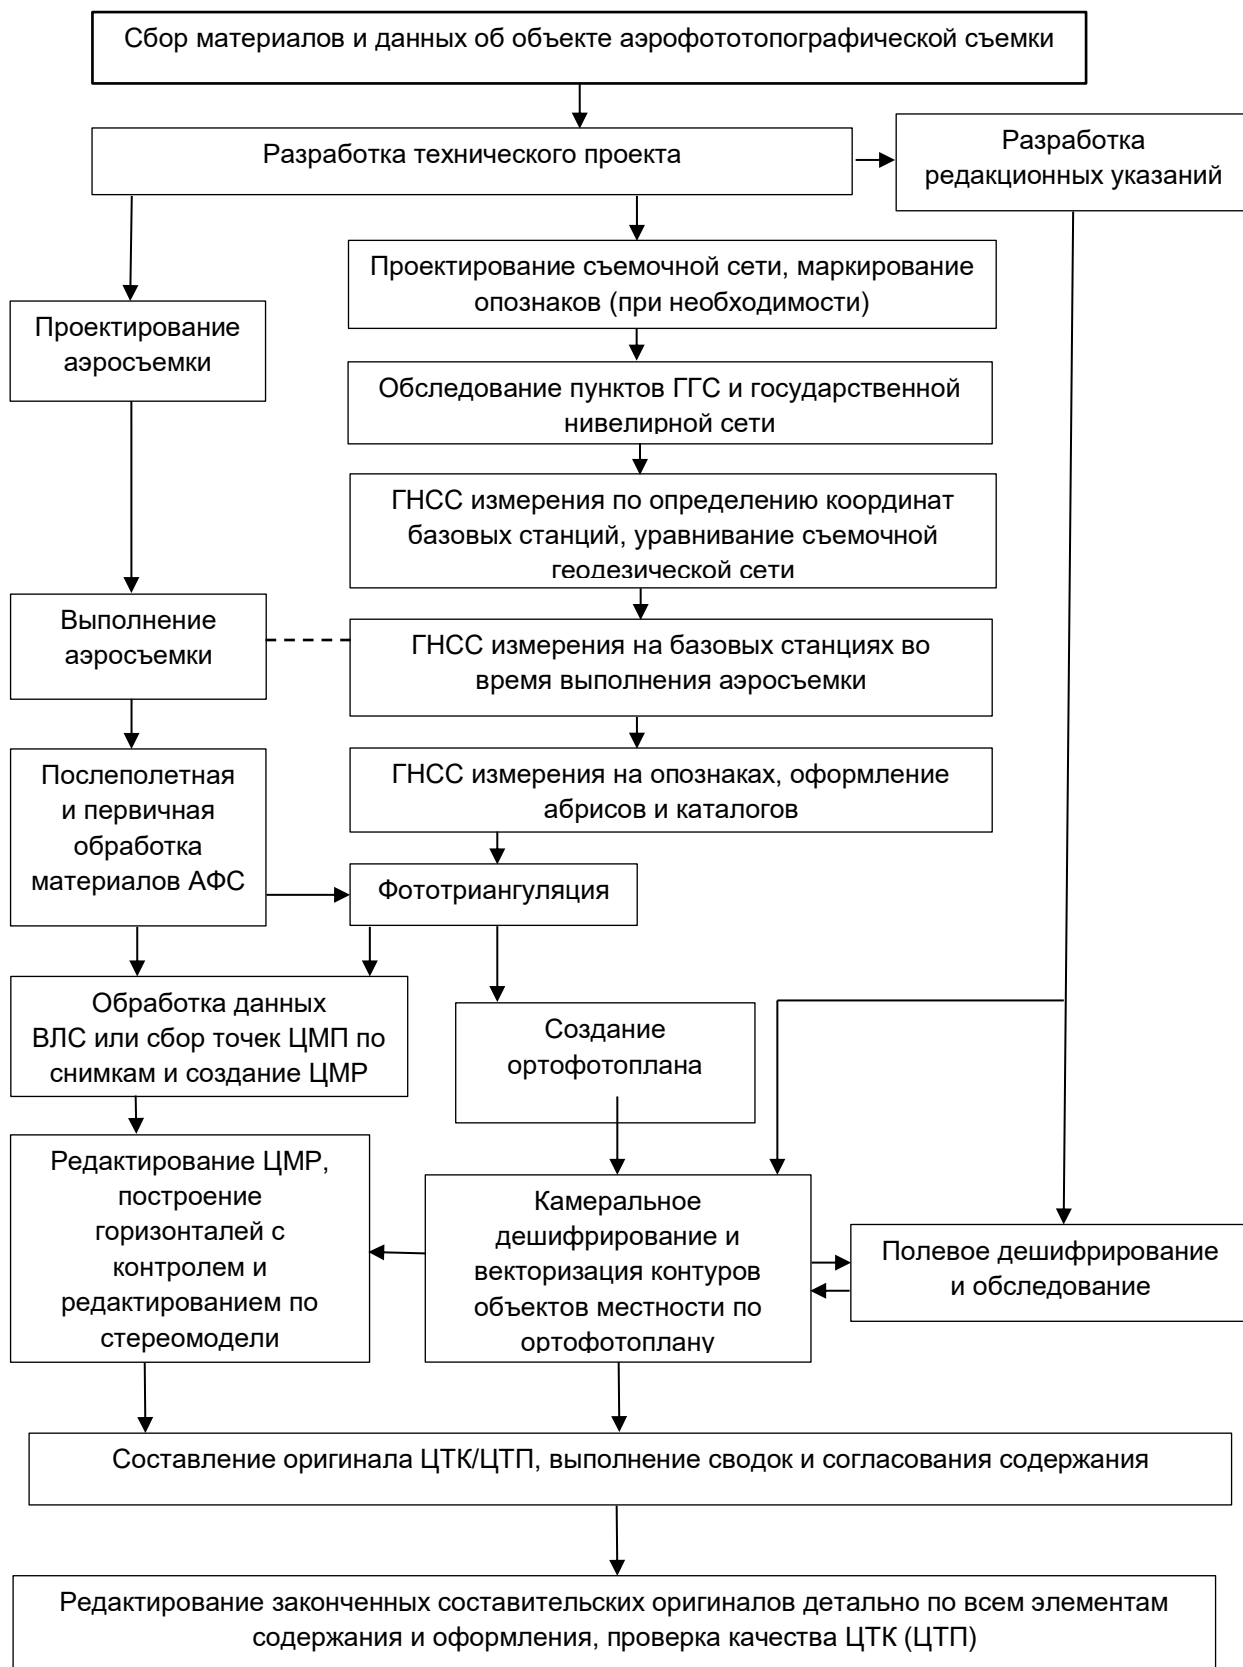 Сбор материалов и данных об объекте аэрофототопографической съемки
Разработка технического проекта
Разработка
редакционных указаний
Проектирование съемочной сети, маркирование
опознаков (при необходимости)
Проектирование
аэросъемки
Обследование пунктов ГГС и государственной
нивелирной сети
ГНСС измерения по определению координат
базовых станций, уравнивание съемочной
геодезической сети
Выполнение
аэросъемки
ГНСС измерения на базовых станциях во
время выполнения аэросъемки
Послеполетная
и первичная
обработка
материалов АФС
ГНСС измерения на опознаках, оформление
абрисов и каталогов
Фототриангуляция
Обработка данных
ВЛС или сбор точек ЦМП по
снимкам и создание ЦМР
Создание
ортофотоплана
Редактирование ЦМР,
построение
горизонталей с
контролем и
редактированием по
стереомодели
Камеральное
дешифрирование и
векторизация контуров
объектов местности по
ортофотоплану
Полевое дешифрирование
и обследование
Составление оригинала ЦТК/ЦТП, выполнение сводок и согласования содержания
Редактирование законченных составительских оригиналов детально по всем элементам
содержания и оформления, проверка качества ЦТК (ЦТП)